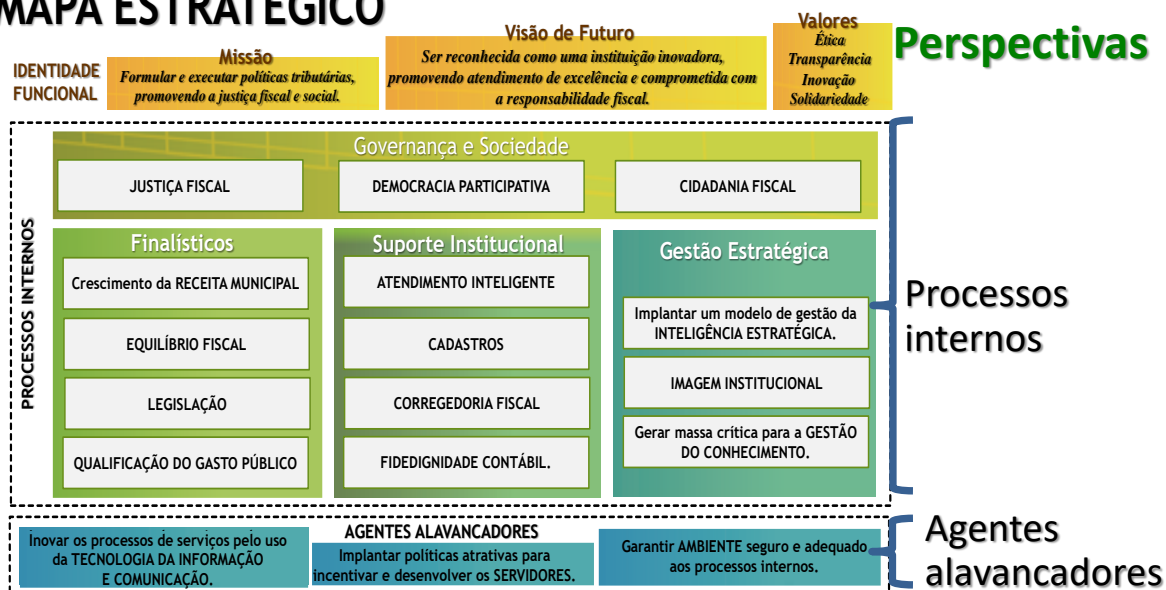 MAPA ESTRATÉGICO
Perspectivas
IDENTIDADE
FUNCIONAL
Missão
Formular e executar políticas tributárias,
promovendo a justiça fiscal e social.
Visão de Futuro
Ser reconhecida como uma instituição inovadora,
promovendo atendimento de excelência e comprometida com
a responsabilidade fiscal.
Valores
Ética
Transparência
Inovação
Solidariedade
PROCESSOS INTERNOS
Governança e Sociedade
JUSTIÇA FISCAL
DEMOCRACIA PARTICIPATIVA
CIDADANIA FISCAL
Finalísticos
Crescimento da RECEITA MUNICIPAL
EQUILÍBRIO FISCAL
LEGISLAÇÃO
QUALIFICAÇÃO DO GASTO PÚBLICO
Suporte Institucional
ATENDIMENTO INTELIGENTE
CADASTROS
CORREGEDORIA FISCAL
FIDEDIGNIDADE CONTÁBIL.
Gestão Estratégica
Implantar um modelo de gestão da
INTELIGÊNCIA ESTRATÉGICA.
IMAGEM INSTITUCIONAL
Gerar massa crítica para a GESTÃO
DO CONHECIMENTO.
Processos
internos
AGENTES ALAVANCADORES
Inovar os processos de serviços pelo uso
da TECNOLOGIA DA INFORMAÇÃO
E COMUNICAÇÃO.
Implantar políticas atrativas para
incentivar e desenvolver os SERVIDORES.
Garantir AMBIENTE seguro e adequado
aos processos internos.
Agentes
alavancadores